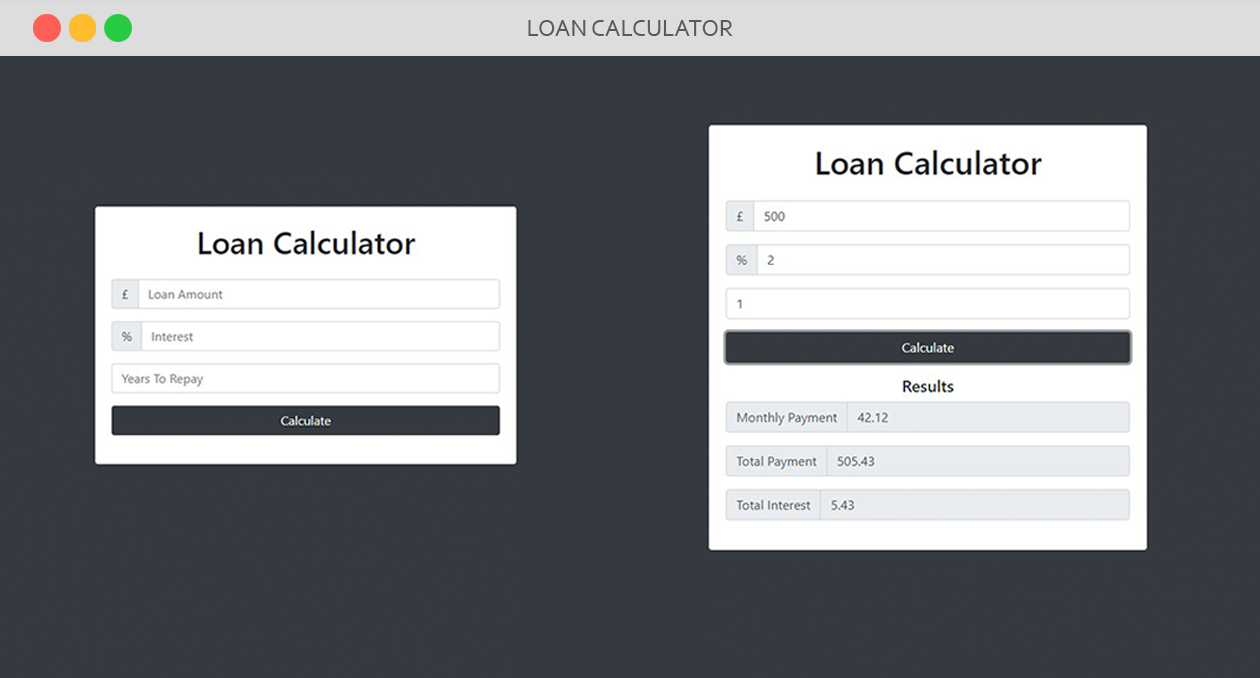 LOAN CALCULATOR
Loan Calculator
£ Loan Amount
% Interest
Years To Repay
Calculate
Loan Calculator
£ 500
% 2
1
Calculate
Results
Monthly Payment 42.12
Total Payment 505.43
Total Interest 5.43